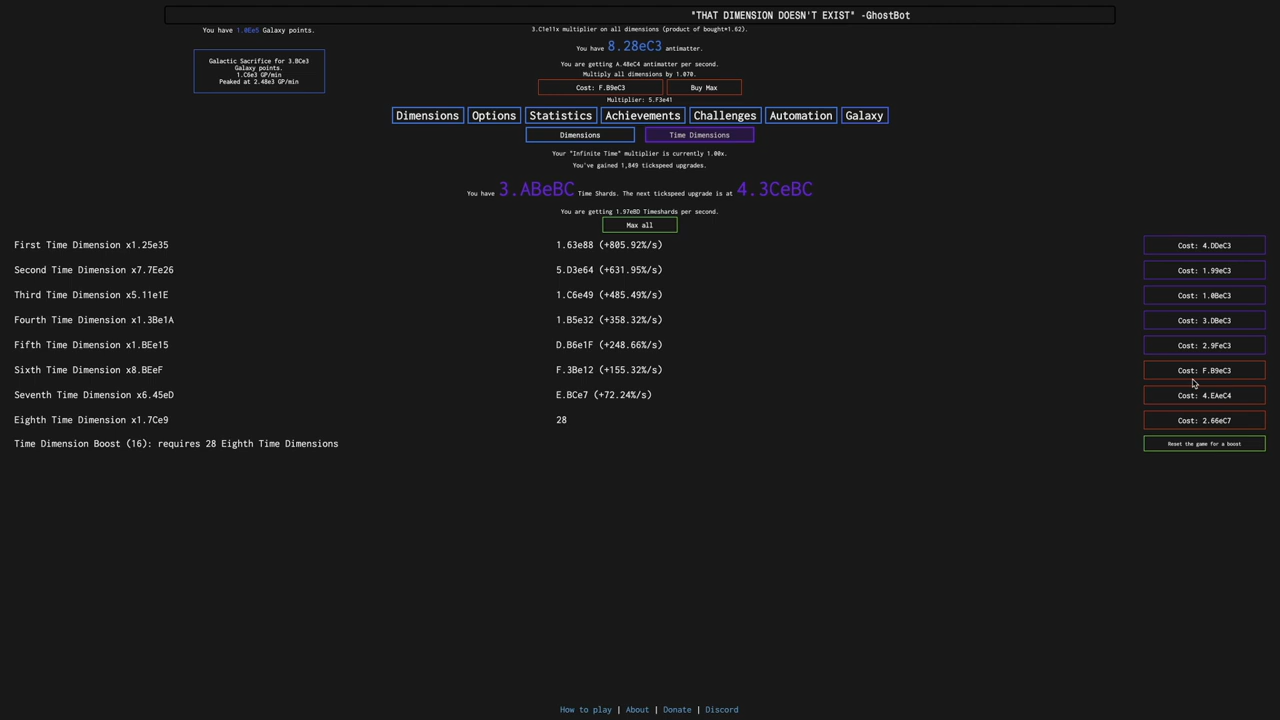 "THAT DIMENSION DOESN'T EXIST" -GhostBot
You have 1.0Ee5 Galaxy points.
3.C1e11x multiplier on all dimensions (product of bought*1.62).
You have 8.28eC3 antimatter.
Galactic Sacrifice for 3.BCe3
Galaxy points.
1.C6e3 GP/min
Peaked at 2.48e3 GP/min
You are getting A.48eC4 antimatter per second.
Multiply all dimensions by 1.070.
Cost: F.B9eC3
Buy Max
Multiplier: 5.F3e41
Dimensions
Options
Statistics
Achievements
Challenges
Automation
Galaxy
Dimensions
Time Dimensions
Your "Infinite Time" multiplier is currently 1.00x.
You've gained 1,849 tickspeed upgrades.
You have 3.ABeBC Time Shards. The next tickspeed upgrade is at 4.3CeBC
You are getting 1.97eBD Timeshards per second.
Max all
First Time Dimension x1.25e35 1.63e88 (+805.92%/s) Cost: 4.DDeC3
Second Time Dimension x7.7Ee26 5.D3e64 (+631.95%/s) Cost: 1.99eC3
Third Time Dimension x5.11e1E 1.C6e49 (+485.49%/s) Cost: 1.0BeC3
Fourth Time Dimension x1.3Be1A 1.B5e32 (+358.32%/s) Cost: 3.DBeC3
Fifth Time Dimension x1.BEe15 D.B6e1F (+248.66%/s) Cost: 2.9FeC3
Sixth Time Dimension x8.BEeF F.3Be12 (+155.32%/s) Cost: F.B9eC3
Seventh Time Dimension x6.45eD E.BCe7 (+72.24%/s) Cost: 4.EAeC4
Eighth Time Dimension x1.7Ce9 28 Cost: 2.66eC7
Time Dimension Boost (16): requires 28 Eighth Time Dimensions Reset the game for a boost
How to play | About | Donate | Discord